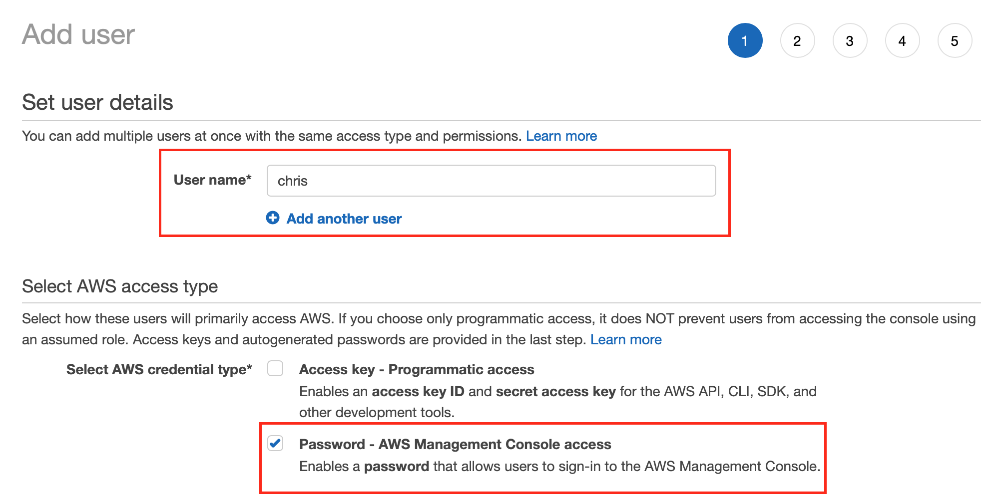 Add user
1 2 3 4 5
Set user details
You can add multiple users at once with the same access type and permissions. Learn more
User name* chris
Add another user
Select AWS access type
Select how these users will primarily access AWS. If you choose only programmatic access, it does NOT prevent users from accessing the console using
an assumed role. Access keys and autogenerated passwords are provided in the last step. Learn more
Select AWS credential type* Access key - Programmatic access
Enables an access key ID and secret access key for the AWS API, CLI, SDK, and
other development tools.
Password - AWS Management Console access
Enables a password that allows users to sign-in to the AWS Management Console.